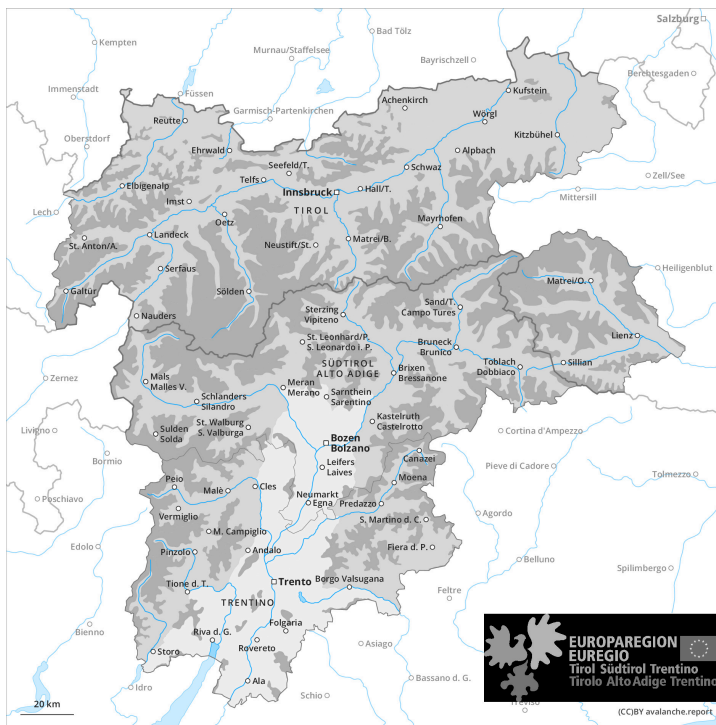 Salzburg
Kempten
Bad Tölz
Murnau/Staffelsee
Bayrischzell
Berchtesgaden
Immenstadt
Füssen
Kufstein
Achenkirch
Garmisch-Partenkirchen
Wörgl
Reutte
Oberstdorf
Kitzbühel
Ehrwald
Alpbach
Seefeld/T.
Schwaz
Telfs
Zell/See
Elbigenalp
Innsbruck
Hall/T.
Mittersill
Imst
TIROL
Lech
Oetz
Mayrhofen
St. Anton/A.
Landeck
Neustift/St.
Matrei/B.
Serfaus
Heiligenblut
Matrei/O.
Galtür
Sölden
Nauders
Sterzing
Vipiteno
Sand/T.
Campo Tures
St. Leonhard/P.
S. Leonardo i. P.
Lienz
Bruneck
Brunico
SÜDTIROL
ALTO ADIGE
Toblach
Dobbiaco
Sillian
Brixen
Bressanone
Zernez
Mals
Malles V.
Meran
Merano
Schlanders
Silandro
Sarnthein
Sarentino
St. Walburg
S. Valburga
Kastelruth
Castelrotto
Livigno
Sulden
Solda
Cortina d'Ampezzo
Bozen
Bolzano
Bormio
Canazei
Leifers
Laives
Pieve di Cadore
Tolmezzo
Peio
Moena
Poschiavo
Malè
Cles
Neumarkt
Egna
Predazzo
Vermiglio
Agordo
S. Martino d. C.
M. Campiglio
Edolo
Pinzolo
Andalo
Fiera d. P.
Belluno
Spilimbergo
Tione d. T.
Trento
Borgo Valsugana
Feltre
TRENTINO
Bienno
Folgaria
Riva d. G.
Rovereto
Asiago
Storo
Bassano d. G.
Idro
Ala
Schio
Treviso
EUROPAREGION
EUREGIO
Tirol Südtirol Trentino
Tirolo Alto Adige Trentino
20 km
(CC)BY avalanche.report